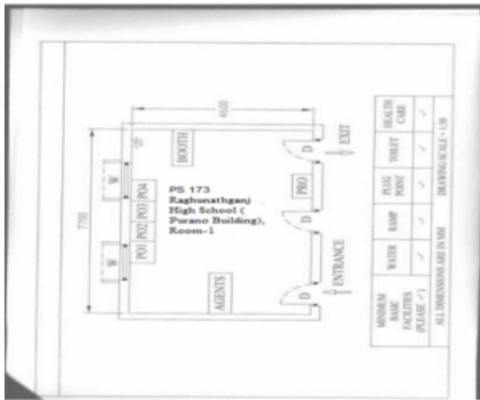 7700
4600
W
W
PO1 PO2 PO3 PO4
BOOTH
PS 173
Raghunathganj
High School (
Purano Building),
Room-1
AGENTS
PRO
D
D
D
ENTRANCE
EXIT
MINIMUM
BASIC
FACILITIES
(PLEASE ✓)
WATER
RAMP
PLUG
POINT
TOILET
HEALTH
CARE
✓
✓
✓
✓
✓
ALL DIMENSIONS ARE IN MM
DRAWING SCALE = 1:50